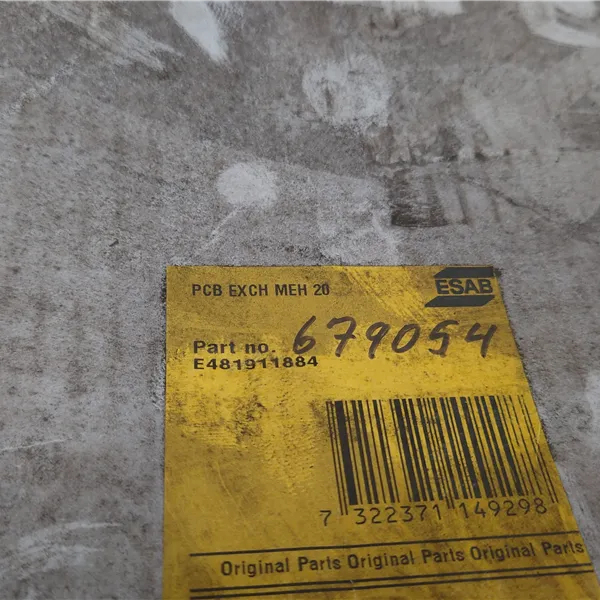 PCB EXCH MEH 20
ESAB
Part no. 679054
E481911884
7 322371 149298
Original Parts Original Parts Original Parts